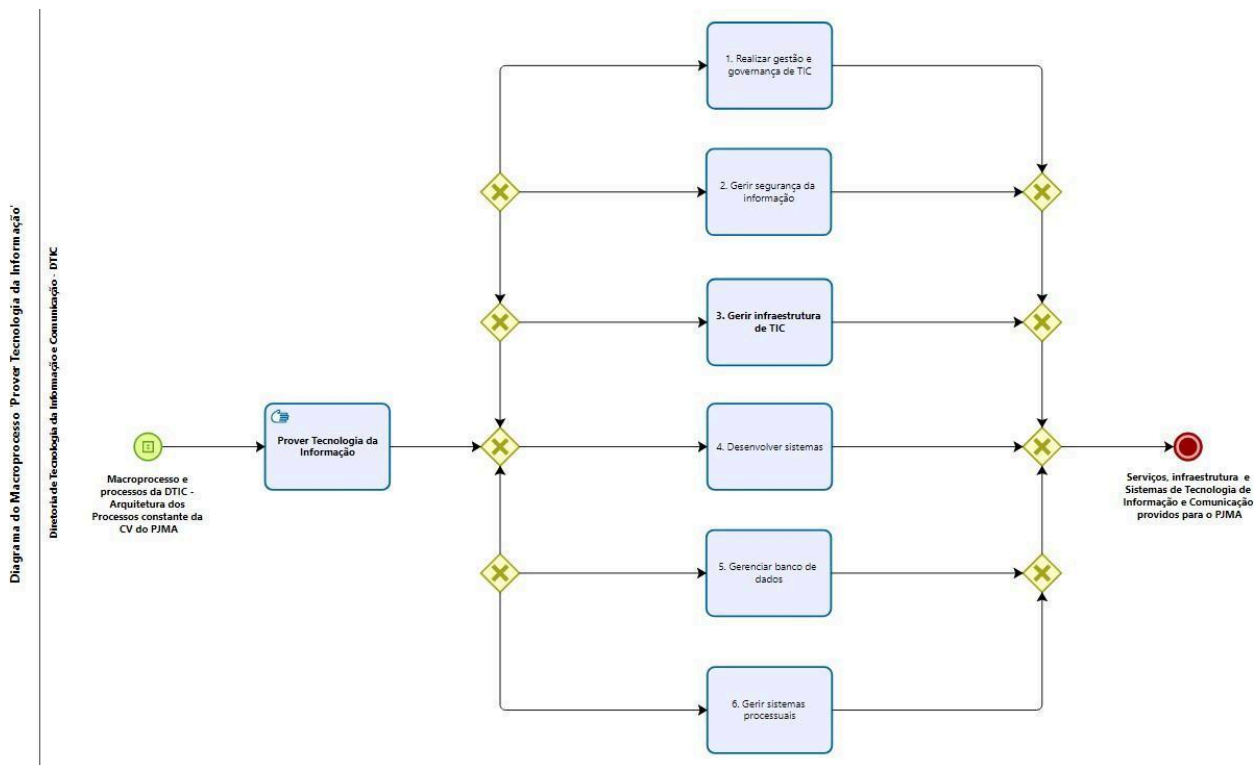 Diagrama do Macroprocesso 'Prover Tecnologia da Informação'
Diretoria de Tecnologia da Informação e Comunicação - DTIC
Macroprocesso e
processos da DTIC -
Arquitetura dos
Processos constante da
CV do PJMA
Prover Tecnologia da
Informação
1. Realizar gestão e
governança de TIC
2. Gerir segurança da
informação
3. Gerir infraestrutura
de TIC
4. Desenvolver sistemas
5. Gerenciar banco de
dados
6. Gerir sistemas
processuais
Serviços, infraestrutura e
Sistemas de Tecnologia de
Informação e Comunicação
providos para o PJMA